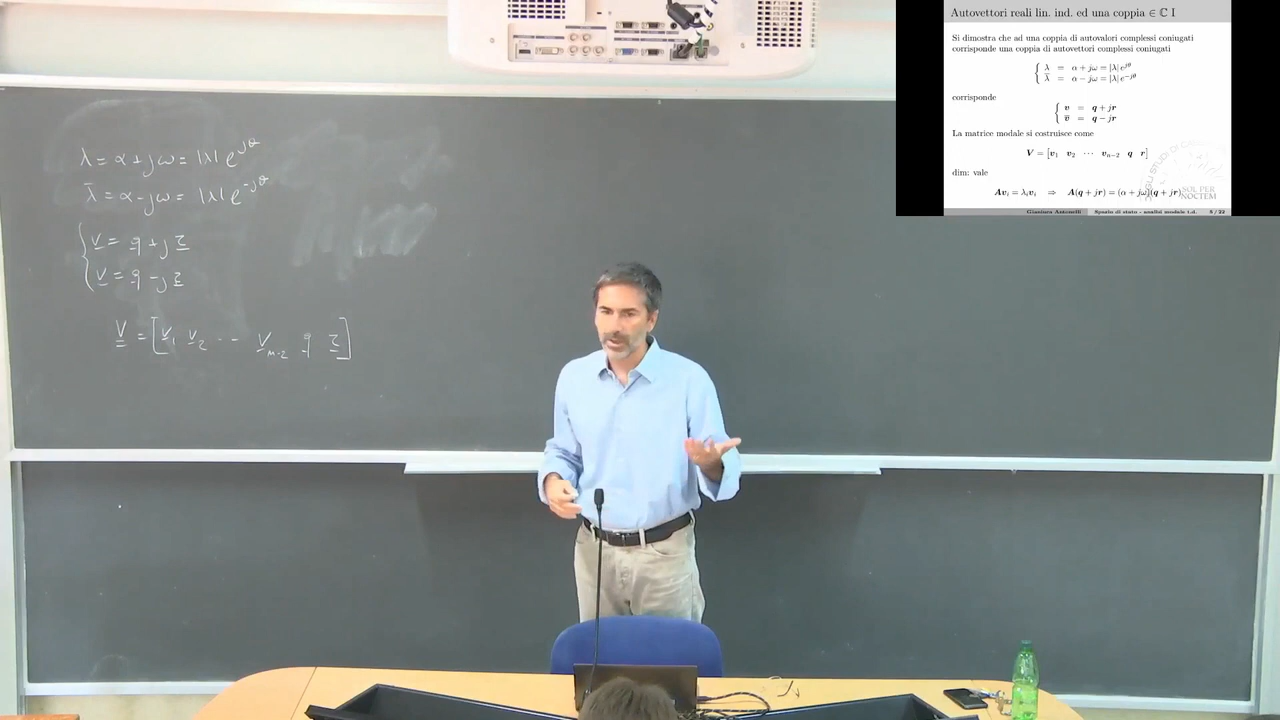 λ = α + jω = |λ| e^{jθ}
λ̄ = α - jω = |λ| e^{-jθ}
v = q + j r
v = q - j r
V = [v₁ v₂ ·· v_{n-2} q r]
Autovettori reali lin. ind. ed una coppia ∈ ℂ I
Si dimostra che ad una coppia di autovalori complessi coniugati
corrisponde una coppia di autovettori complessi coniugati
λ = α + jω = |λ| e^{jθ}
λ̄ = α − jω = |λ| e^{−jθ}
corrisponde
v = q + jr
v̄ = q − jr
La matrice modale si costruisce come
V = [v₁ v₂ ··· v_{n−2} q r]
dim: vale
Av_i = λ_i v_i ⇒ A(q + jr) = (α + jω)(q + jr)
SOL PER
NOCTEM
Gianluca Antonelli Spazio di stato - analisi modale t.d. 8 / 22